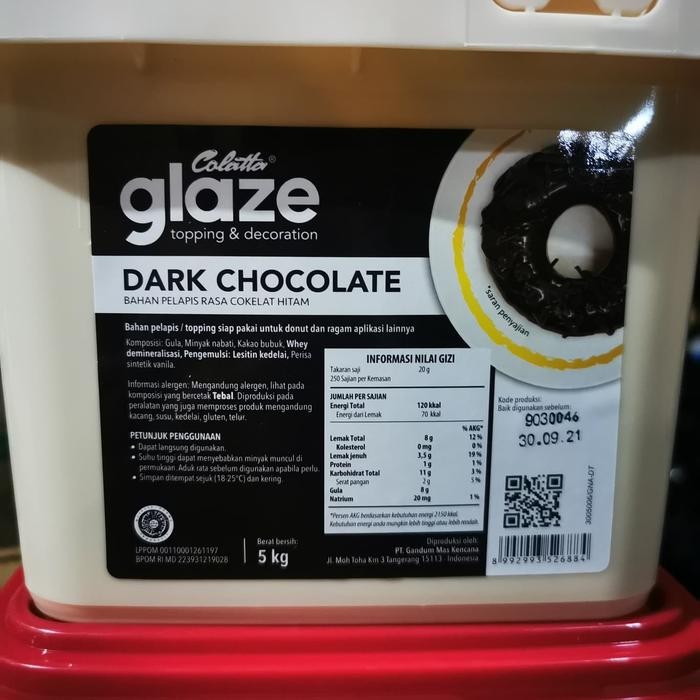 Colatta®
glaze
topping & decoration
DARK CHOCOLATE
BAHAN PELAPIS RASA COKELAT HITAM
*saran penyajian
Bahan pelapis / topping siap pakai untuk donut dan ragam aplikasi lainnya
Komposisi: Gula, Minyak nabati, Kakao bubuk, Whey
demineralisasi, Pengemulsi: Lesitin kedelai, Perisa
sintetik vanila.
Informasi alergen: Mengandung alergen, lihat pada
komposisi yang bercetak Tebal. Diproduksi pada
peralatan yang juga memproses produk mengandung
kacang, susu, kedelai, gluten, telur.
PETUNJUK PENGGUNAAN
• Dapat langsung digunakan.
• Suhu tinggi dapat menyebabkan minyak muncul di
permukaan. Aduk rata sebelum digunakan apabila perlu.
• Simpan ditempat sejuk (18-25°C) dan kering.
INFORMASI NILAI GIZI
Takaran saji 20 g
250 Sajian per Kemasan
JUMLAH PER SAJIAN
Energi Total 120 kkal
Energi dari Lemak 70 kkal
% AKG*
Lemak Total 8 g 12 %
Kolesterol 0 mg 0 %
Lemak jenuh 3,5 g 19 %
Protein 1 g 1 %
Karbohidrat Total 11 g 3 %
Serat pangan 2 g 5 %
Gula 8 g
Natrium 20 mg 1 %
*Persen AKG berdasarkan kebutuhan energi 2150 kkal.
Kebutuhan energi anda mungkin lebih tinggi atau lebih rendah.
Kode produksi:
Baik digunakan sebelum:
9030046
30.09.21
3005006/GNA-DT
8 992993 526884
LPPOM 00110001261197
BPOM RI MD 223931219028
Berat bersih:
5 kg
Diproduksi oleh:
PT. Gandum Mas Kencana
Jl. Moh Toha Km 3 Tangerang 15113 - Indonesia